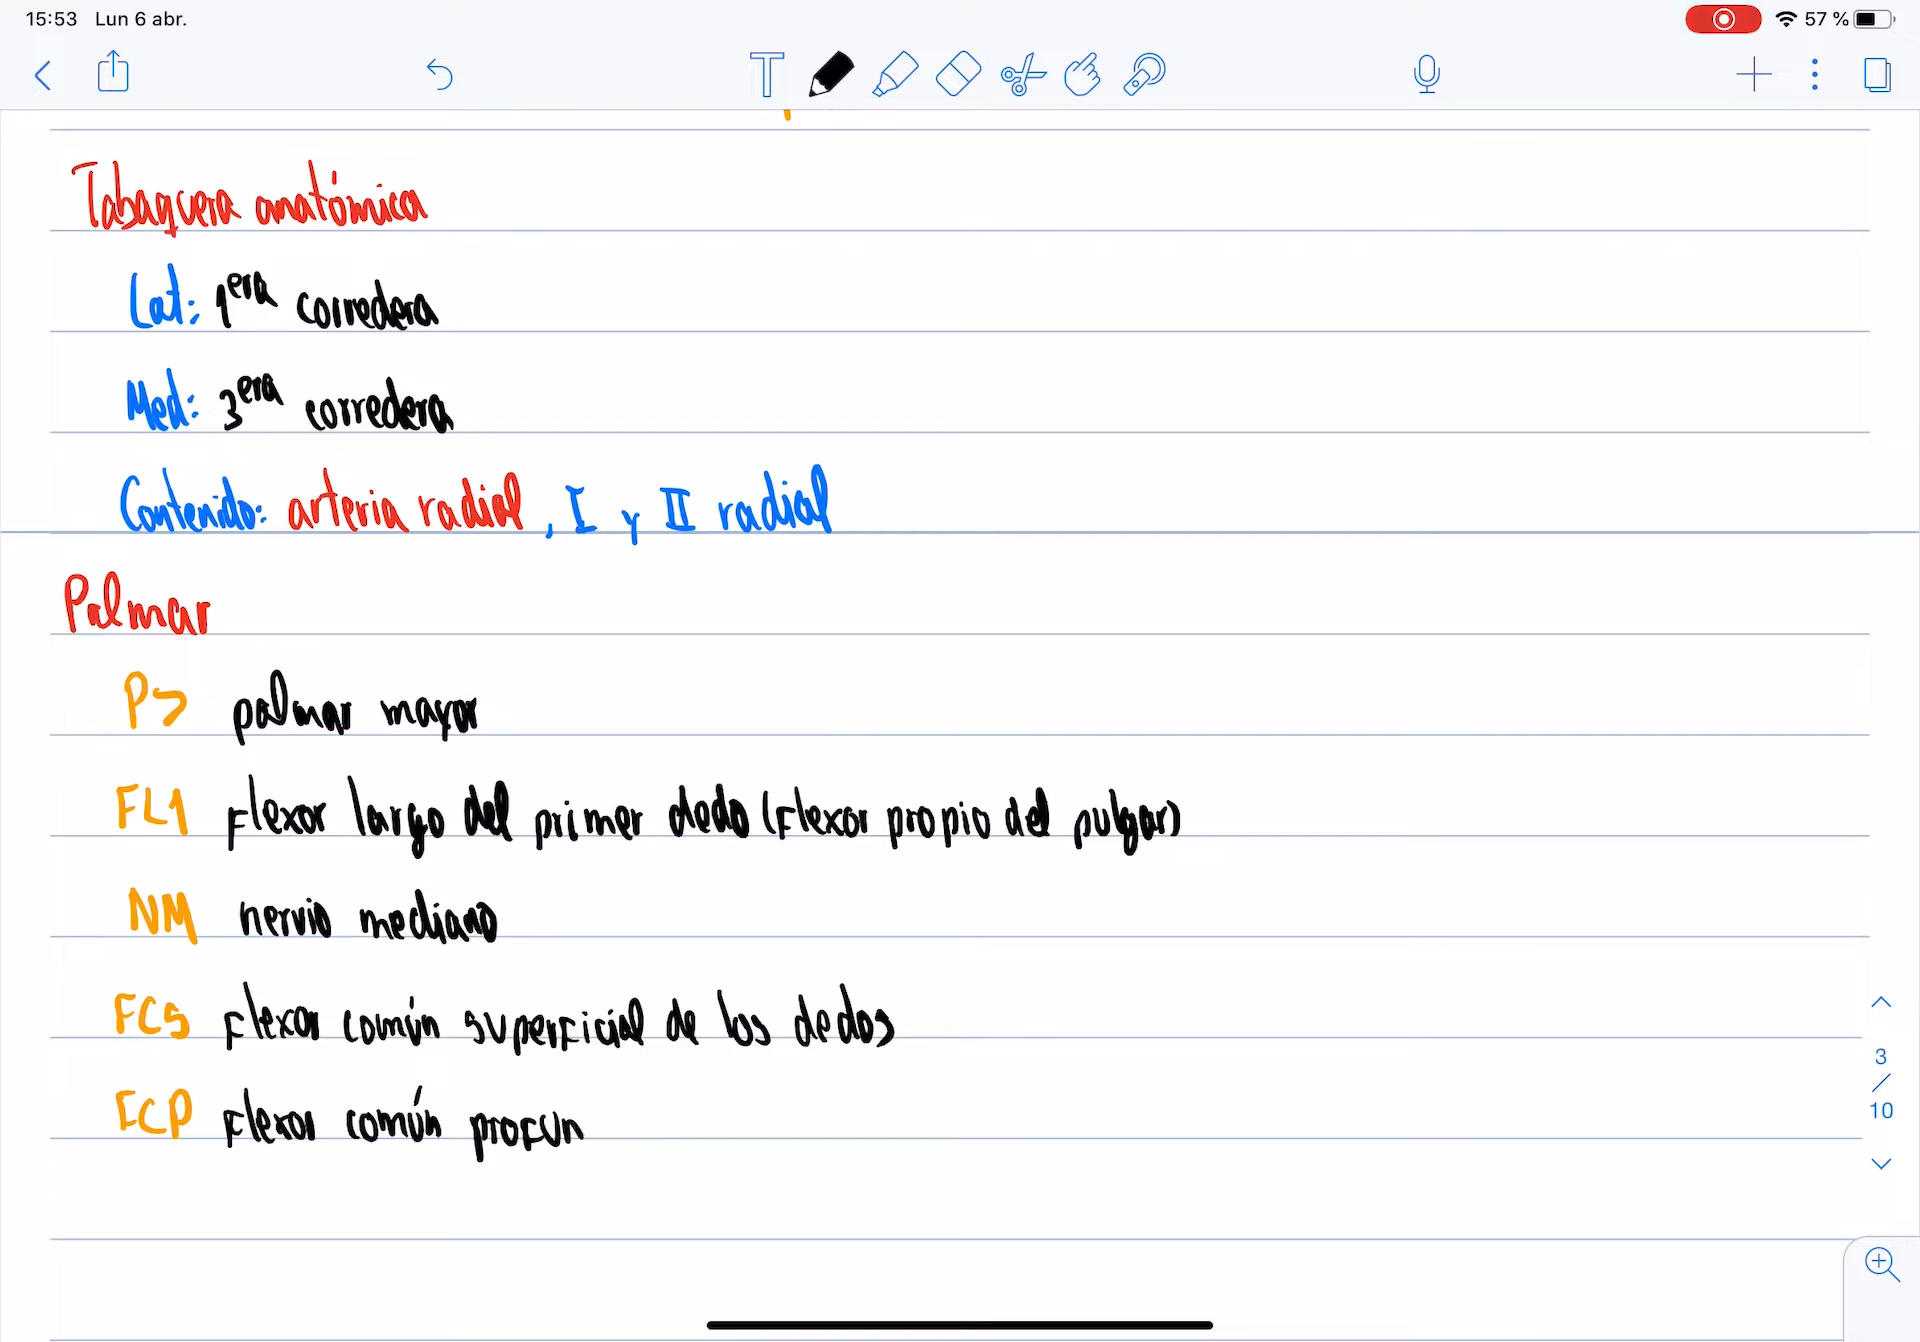 15:53 Lun 6 abr. 57 %
Tabaquera anatómica
Lat: 1era corredera
Med: 3era corredera
Contenido: arteria radial, I y II radial
Palmar
P> palmar mayor
FL1 Flexor largo del primer dedo (Flexor propio del pulgar)
NM nervio mediano
FCS Flexor común superficial de los dedos
FCP Flexor común profun
3
/
10